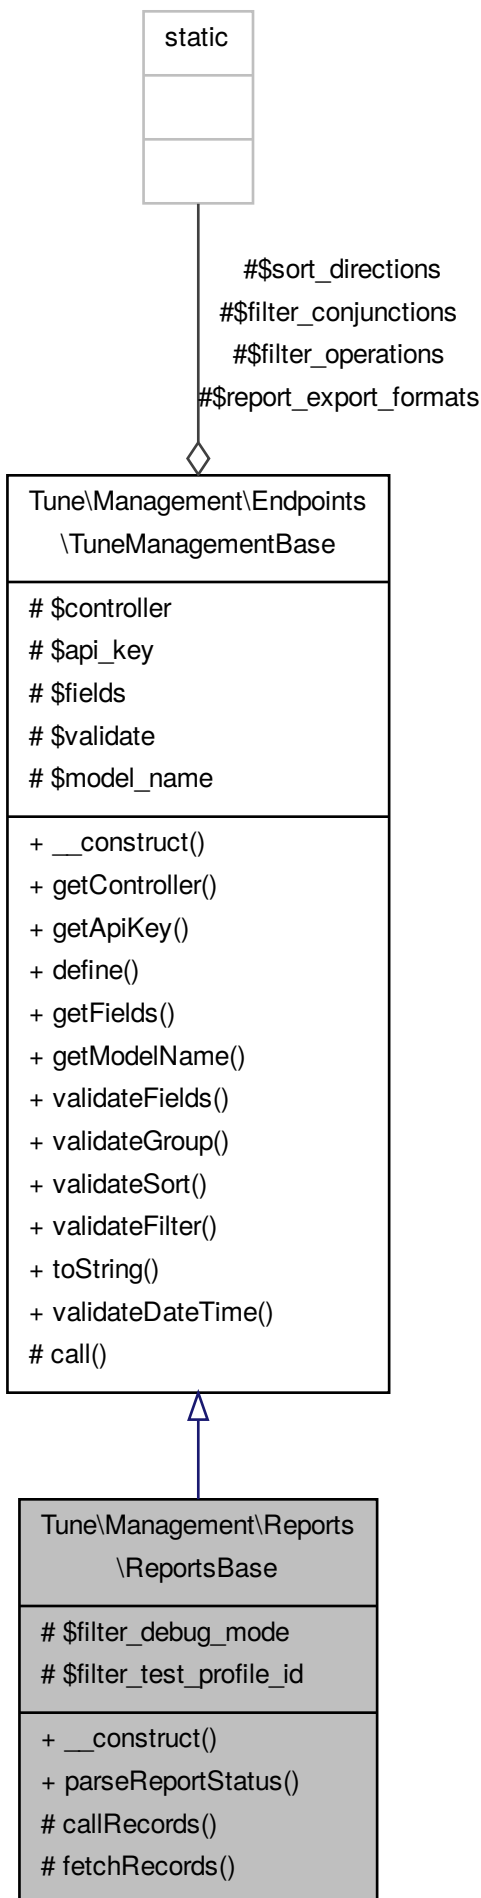 static
#$sort_directions
#$filter_conjunctions
#$filter_operations
#$report_export_formats
Tune\Management\Endpoints
\TuneManagementBase
# $controller
# $api_key
# $fields
# $validate
# $model_name
+ __construct()
+ getController()
+ getApiKey()
+ define()
+ getFields()
+ getModelName()
+ validateFields()
+ validateGroup()
+ validateSort()
+ validateFilter()
+ toString()
+ validateDateTime()
# call()
Tune\Management\Reports
\ReportsBase
# $filter_debug_mode
# $filter_test_profile_id
+ __construct()
+ parseReportStatus()
# callRecords()
# fetchRecords()